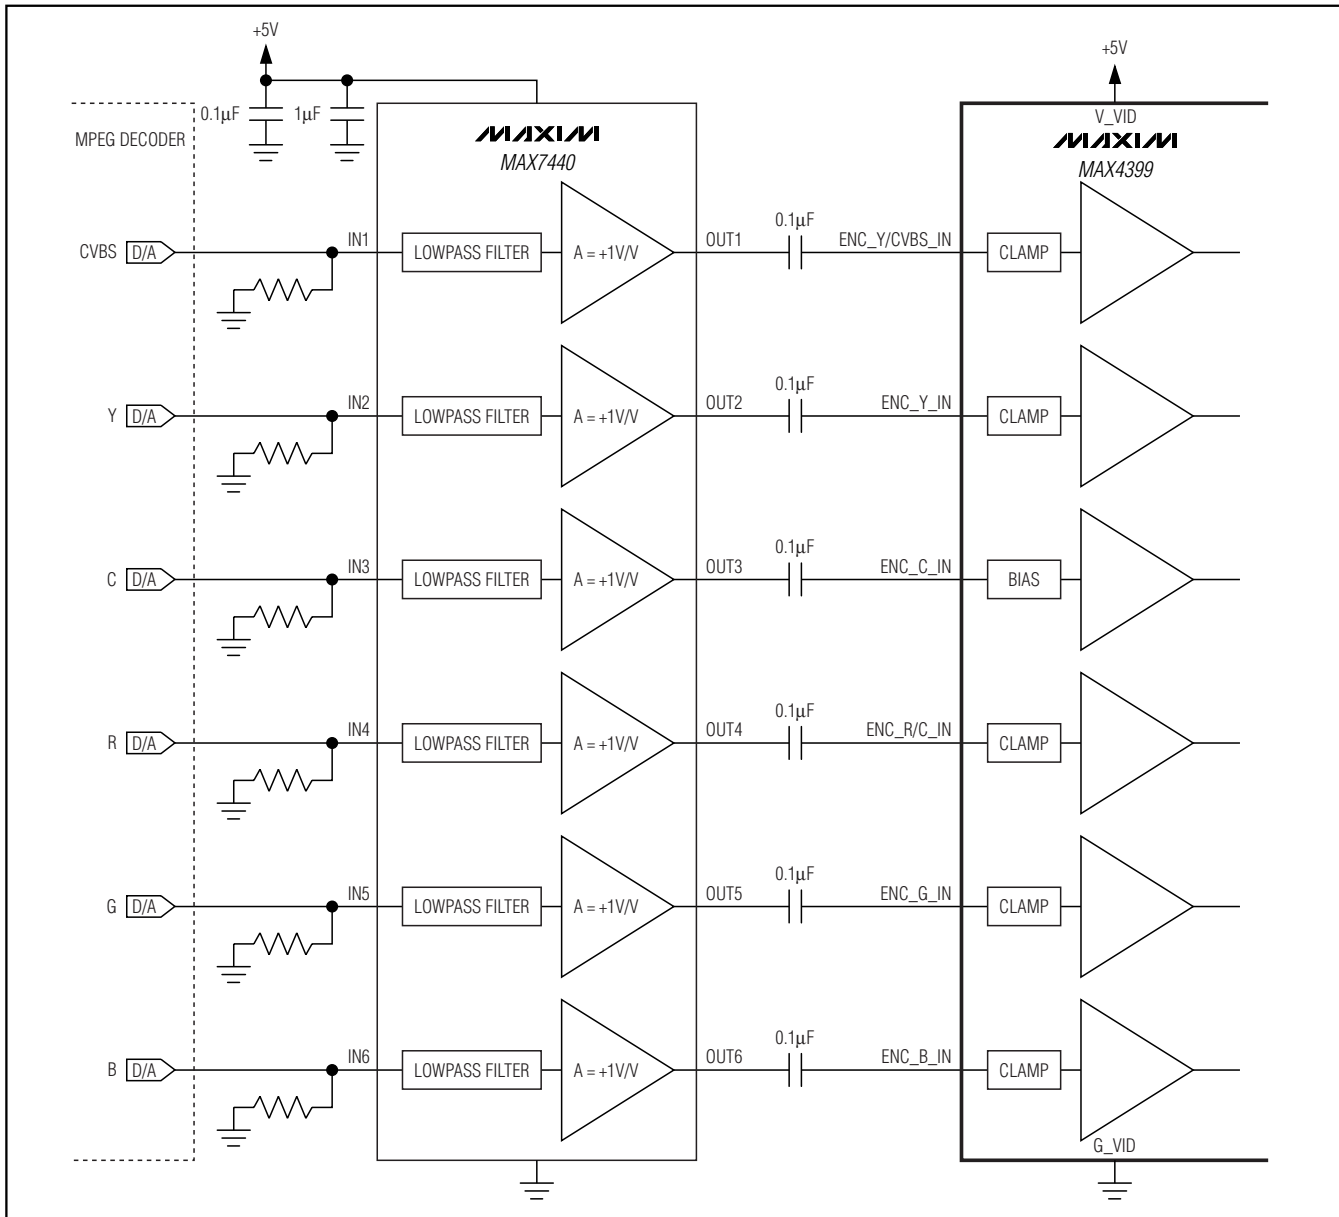 +5V
+5V
0.1µF
1µF
MPEG DECODER
MAXIM
MAX7440
V_VID
MAXIM
MAX4399
CVBS D/A IN1 LOWPASS FILTER A = +1V/V OUT1 0.1µF ENC_Y/CVBS_IN CLAMP
Y D/A IN2 LOWPASS FILTER A = +1V/V OUT2 0.1µF ENC_Y_IN CLAMP
C D/A IN3 LOWPASS FILTER A = +1V/V OUT3 0.1µF ENC_C_IN BIAS
R D/A IN4 LOWPASS FILTER A = +1V/V OUT4 0.1µF ENC_R/C_IN CLAMP
G D/A IN5 LOWPASS FILTER A = +1V/V OUT5 0.1µF ENC_G_IN CLAMP
B D/A IN6 LOWPASS FILTER A = +1V/V OUT6 0.1µF ENC_B_IN CLAMP
G_VID